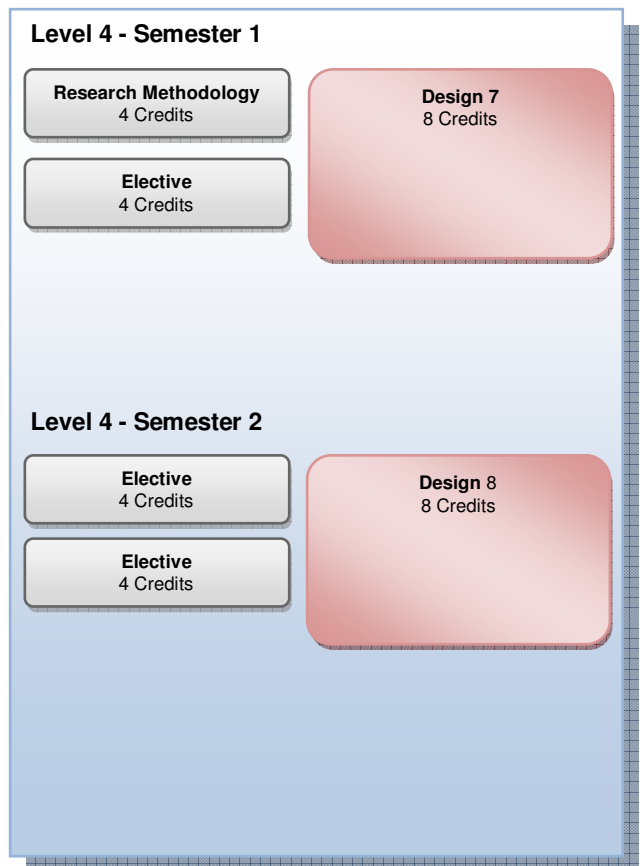 Level 4 - Semester 1
Research Methodology
4 Credits
Elective
4 Credits
Design 7
8 Credits
Level 4 - Semester 2
Elective
4 Credits
Elective
4 Credits
Design 8
8 Credits